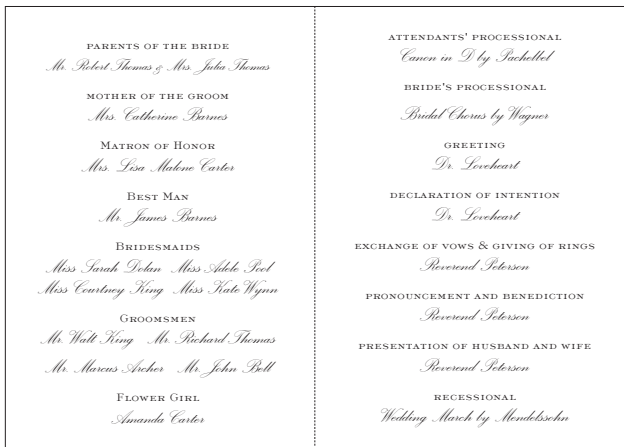 PARENTS OF THE BRIDE
Mr. Robert Thomas & Mrs. Julia Thomas
MOTHER OF THE GROOM
Mrs. Catherine Barnes
MATRON OF HONOR
Mrs. Lisa Malone Carter
BEST MAN
Mr. James Barnes
BRIDESMAIDS
Miss Sarah Dolan Miss Adele Pool
Miss Courtney King Miss Kate Wynn
GROOMSMEN
Mr. Walt King Mr. Richard Thomas
Mr. Marcus Archer Mr. John Bell
FLOWER GIRL
Amanda Carter
ATTENDANTS' PROCESSIONAL
Canon in D by Pachelbel
BRIDE'S PROCESSIONAL
Bridal Chorus by Wagner
GREETING
Dr. Loveheart
DECLARATION OF INTENTION
Dr. Loveheart
EXCHANGE OF VOWS & GIVING OF RINGS
Reverend Peterson
PRONOUNCEMENT AND BENEDICTION
Reverend Peterson
PRESENTATION OF HUSBAND AND WIFE
Reverend Peterson
RECESSIONAL
Wedding March by Mendelssohn